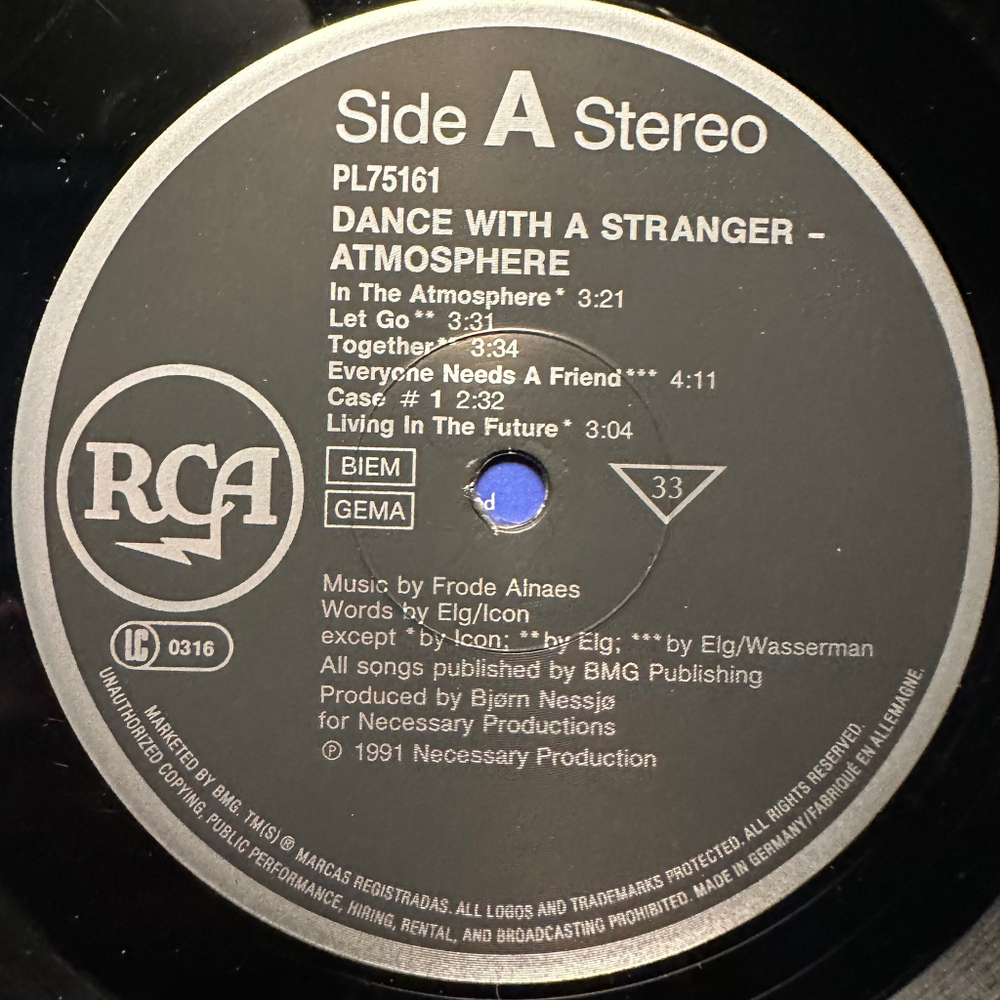 Side A Stereo
PL75161
DANCE WITH A STRANGER –
ATMOSPHERE
In The Atmosphere* 3:21
Let Go** 3:31
Together** 3:34
Everyone Needs A Friend*** 4:11
Case # 1 2:32
Living In The Future* 3:04
BIEM
GEMA
33
RCA
LC 0316
nd
Music by Frode Alnaes
Words by Elg/Icon
except *by Icon; **by Elg; ***by Elg/Wasserman
All songs published by BMG Publishing
Produced by Bjørn Nessjø
for Necessary Productions
℗ 1991 Necessary Production
MARKETED BY BMG. TM(S) ® MARCAS REGISTRADAS. ALL LOGOS AND TRADEMARKS PROTECTED. ALL RIGHTS RESERVED.
UNAUTHORIZED COPYING, PUBLIC PERFORMANCE, HIRING, RENTAL, AND BROADCASTING PROHIBITED. MADE IN GERMANY/FABRIQUÉ EN ALLEMAGNE.